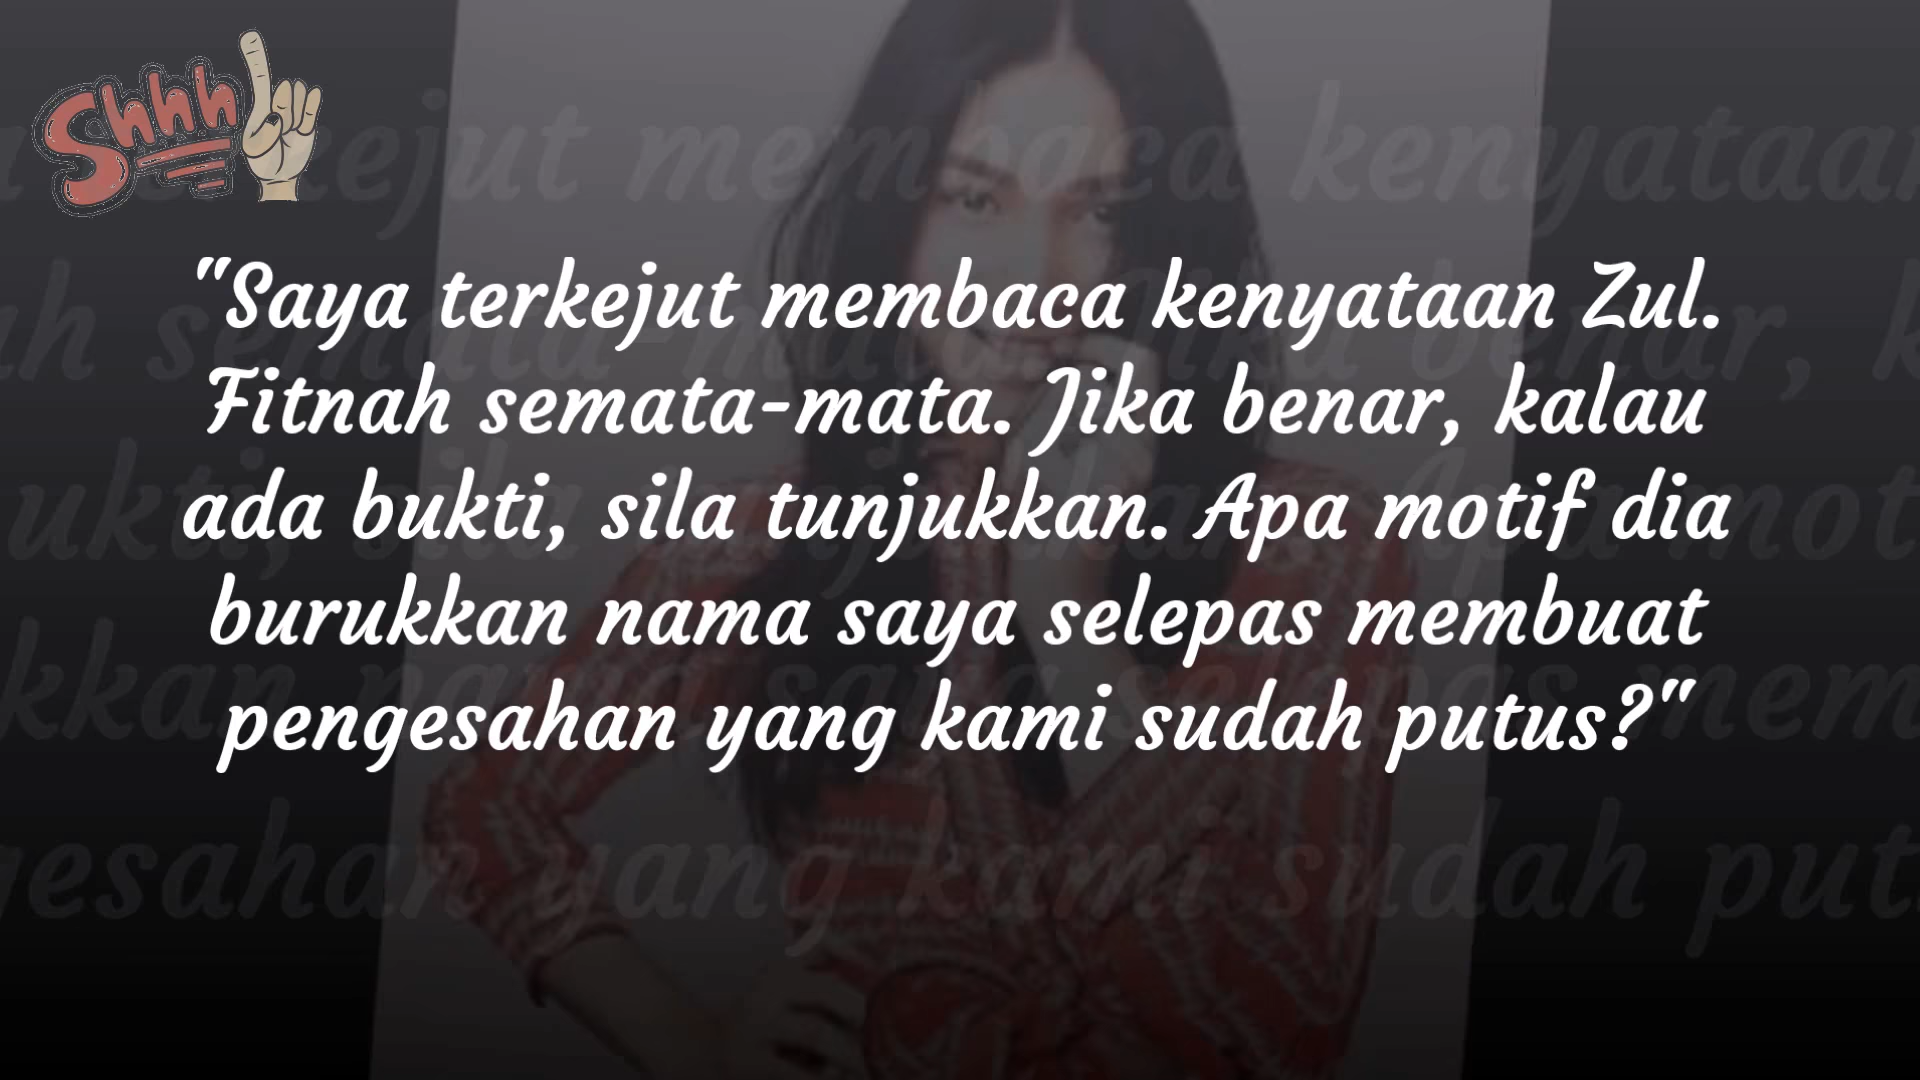 Shhh
"Saya terkejut membaca kenyataan Zul.
Fitnah semata-mata. Jika benar, kalau
ada bukti, sila tunjukkan. Apa motif dia
burukkan nama saya selepas membuat
pengesahan yang kami sudah putus?"